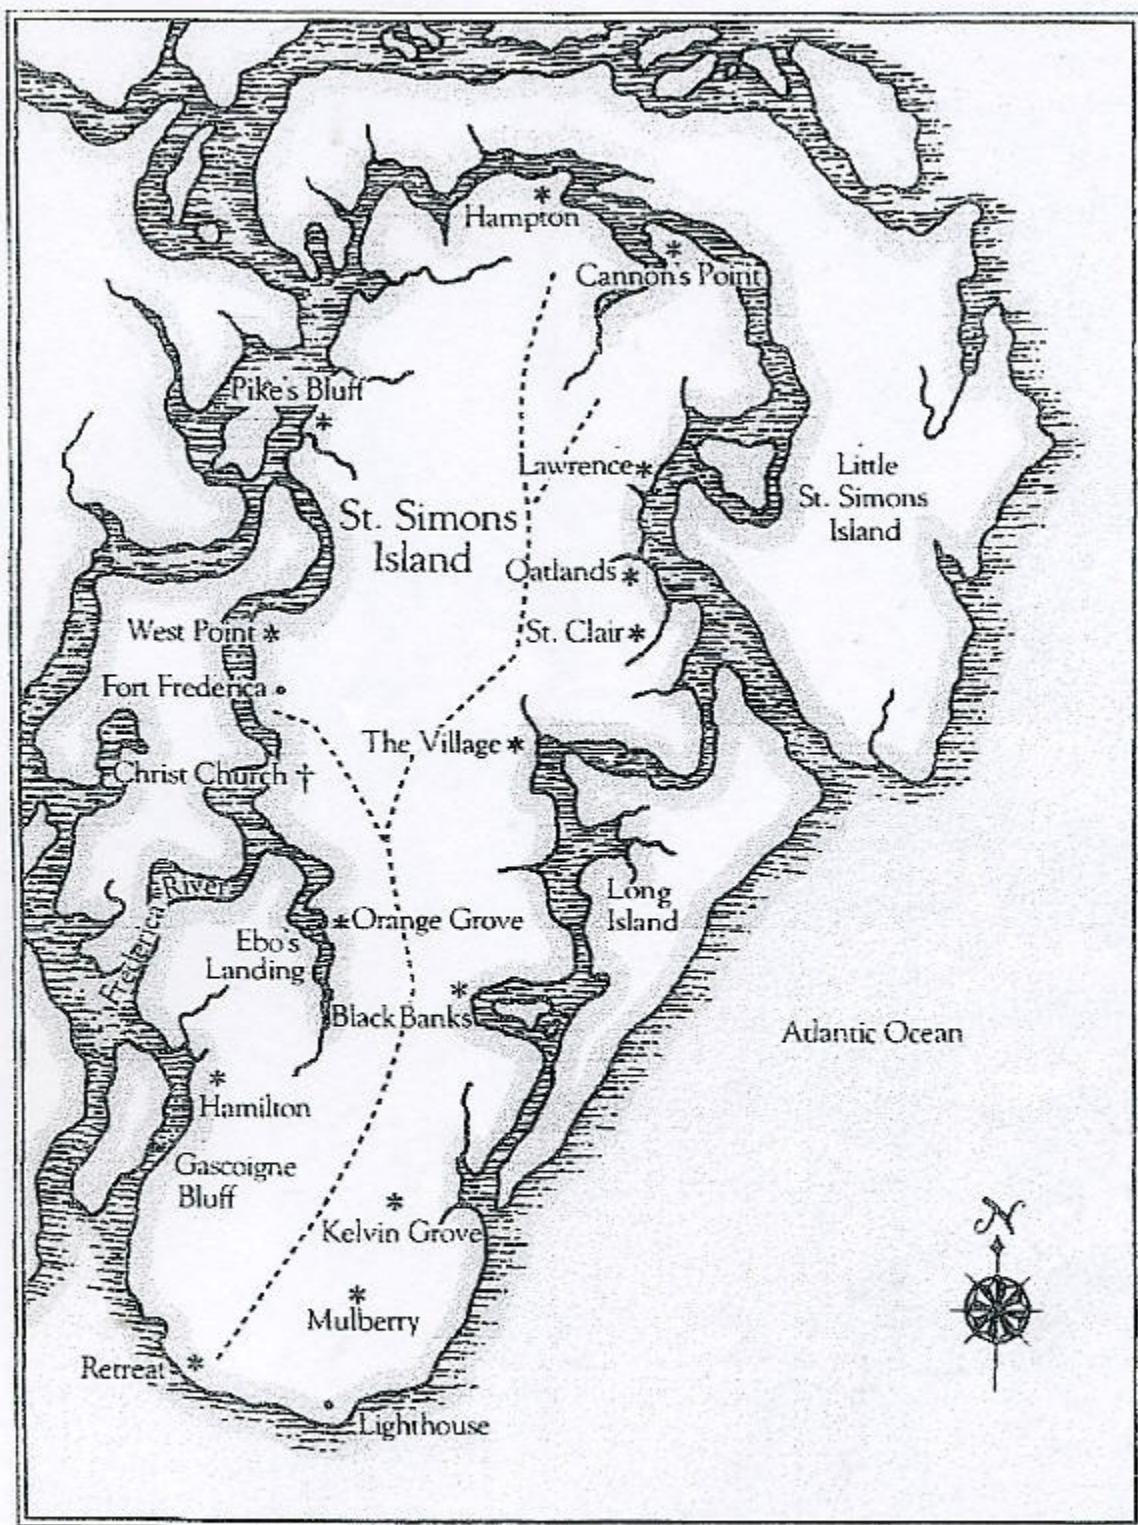 Hampton
Cannon's Point
Pike's Bluff
Lawrence
Little
St. Simons
Island
St. Simons
Island
Oatlands
West Point
St. Clair
Fort Frederica
The Village
Christ Church
River
Frederica
Long
Island
Orange Grove
Ebo's
Landing
Black Banks
Atlantic Ocean
Hamilton
Gascoigne
Bluff
N
Kelvin Grove
Mulberry
Retreat
Lighthouse